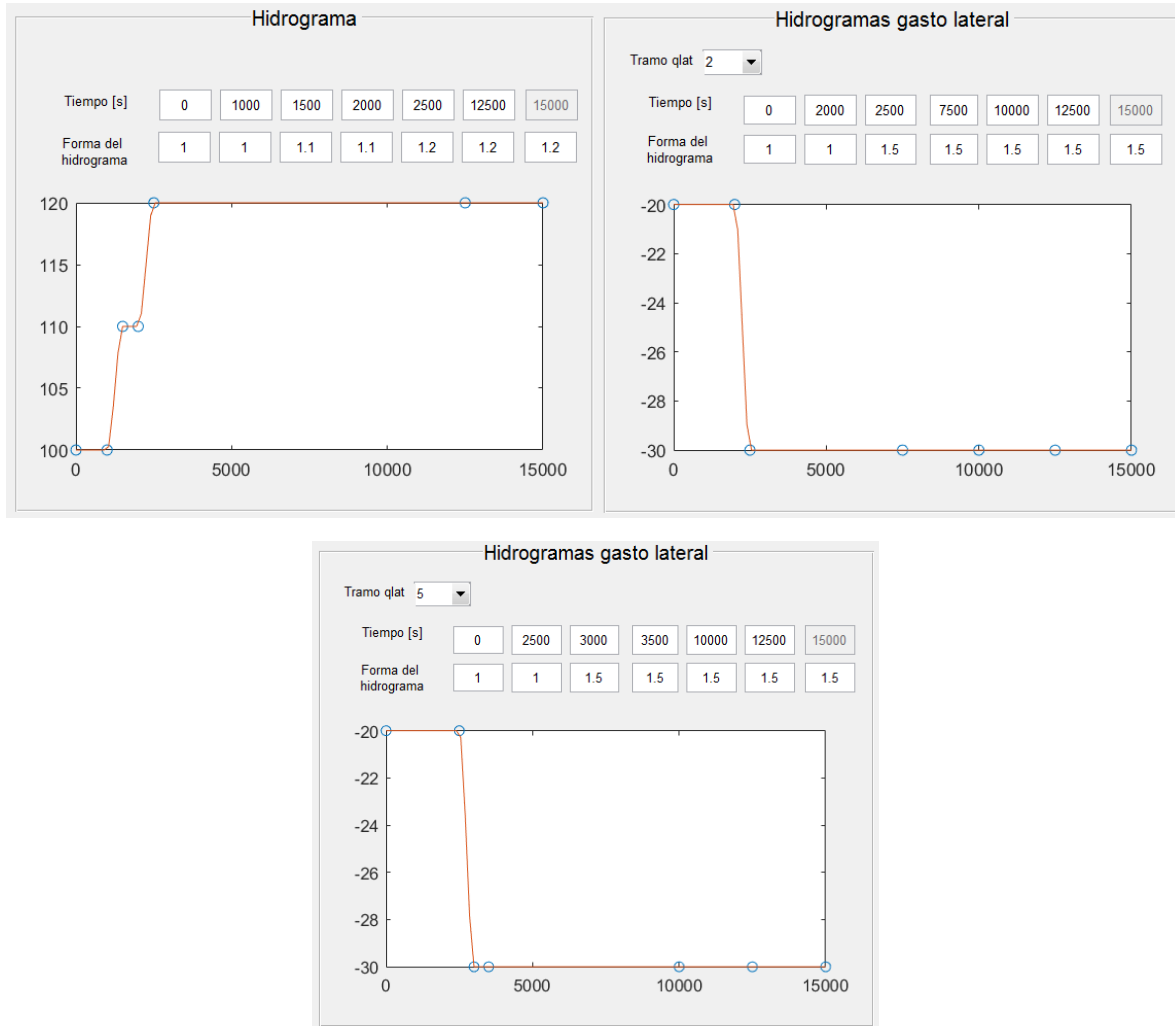 Hidrograma
Tiempo [s] 0 1000 1500 2000 2500 12500 15000
Forma del
hidrograma 1 1 1.1 1.1 1.2 1.2 1.2
120
115
110
105
100
0 5000 10000 15000
Hidrogramas gasto lateral
Tramo qlat 2
Tiempo [s] 0 2000 2500 7500 10000 12500 15000
Forma del
hidrograma 1 1 1.5 1.5 1.5 1.5 1.5
-20
-22
-24
-26
-28
-30
0 5000 10000 15000
Hidrogramas gasto lateral
Tramo qlat 5
Tiempo [s] 0 2500 3000 3500 10000 12500 15000
Forma del
hidrograma 1 1 1.5 1.5 1.5 1.5 1.5
-20
-22
-24
-26
-28
-30
0 5000 10000 15000